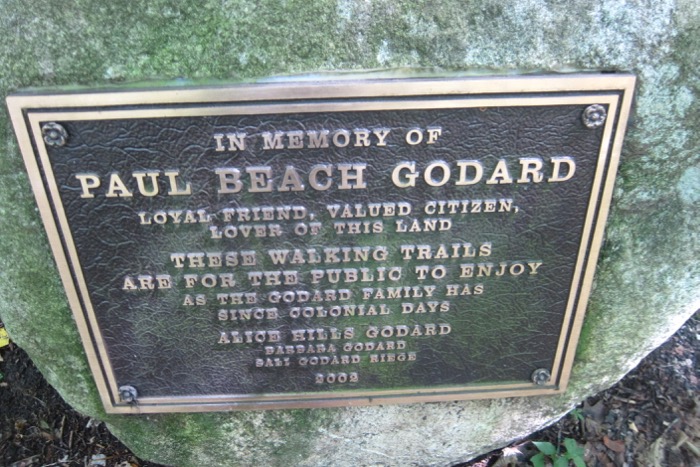 IN MEMORY OF
PAUL BEACH GODARD
LOYAL FRIEND, VALUED CITIZEN,
LOVER OF THIS LAND
THESE WALKING TRAILS
ARE FOR THE PUBLIC TO ENJOY
AS THE GODARD FAMILY HAS
SINCE COLONIAL DAYS
ALICE HILLS GODARD
BARBARA GODARD
GODARD
2002